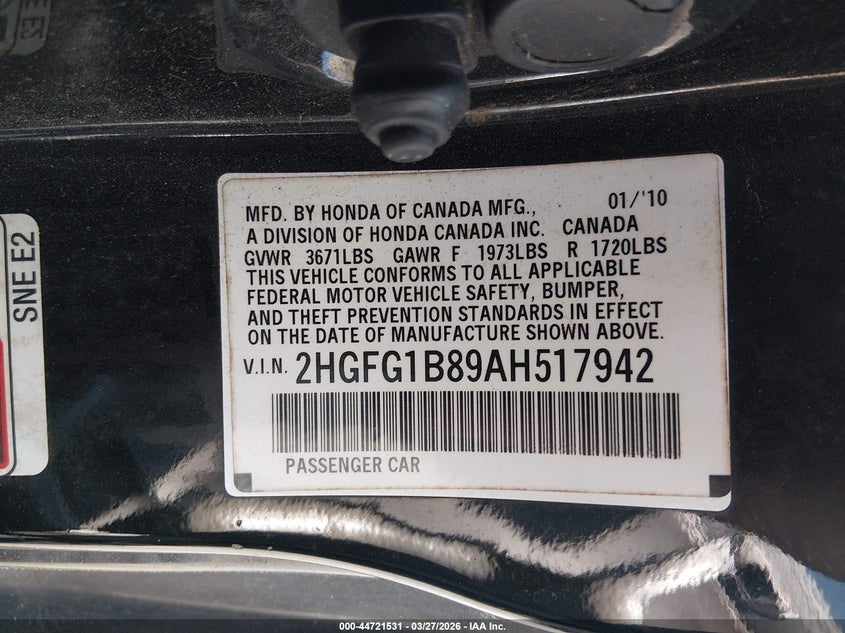 MFD. BY HONDA OF CANADA MFG., 01/'10
A DIVISION OF HONDA CANADA INC. CANADA
GVWR 3671LBS GAWR F 1973LBS R 1720LBS
THIS VEHICLE CONFORMS TO ALL APPLICABLE
FEDERAL MOTOR VEHICLE SAFETY, BUMPER,
AND THEFT PREVENTION STANDARDS IN EFFECT
ON THE DATE OF MANUFACTURE SHOWN ABOVE.
V.I.N. 2HGFG1B89AH517942
PASSENGER CAR
SNE E2
000-44721531 - 03/27/2026 - IAA Inc.